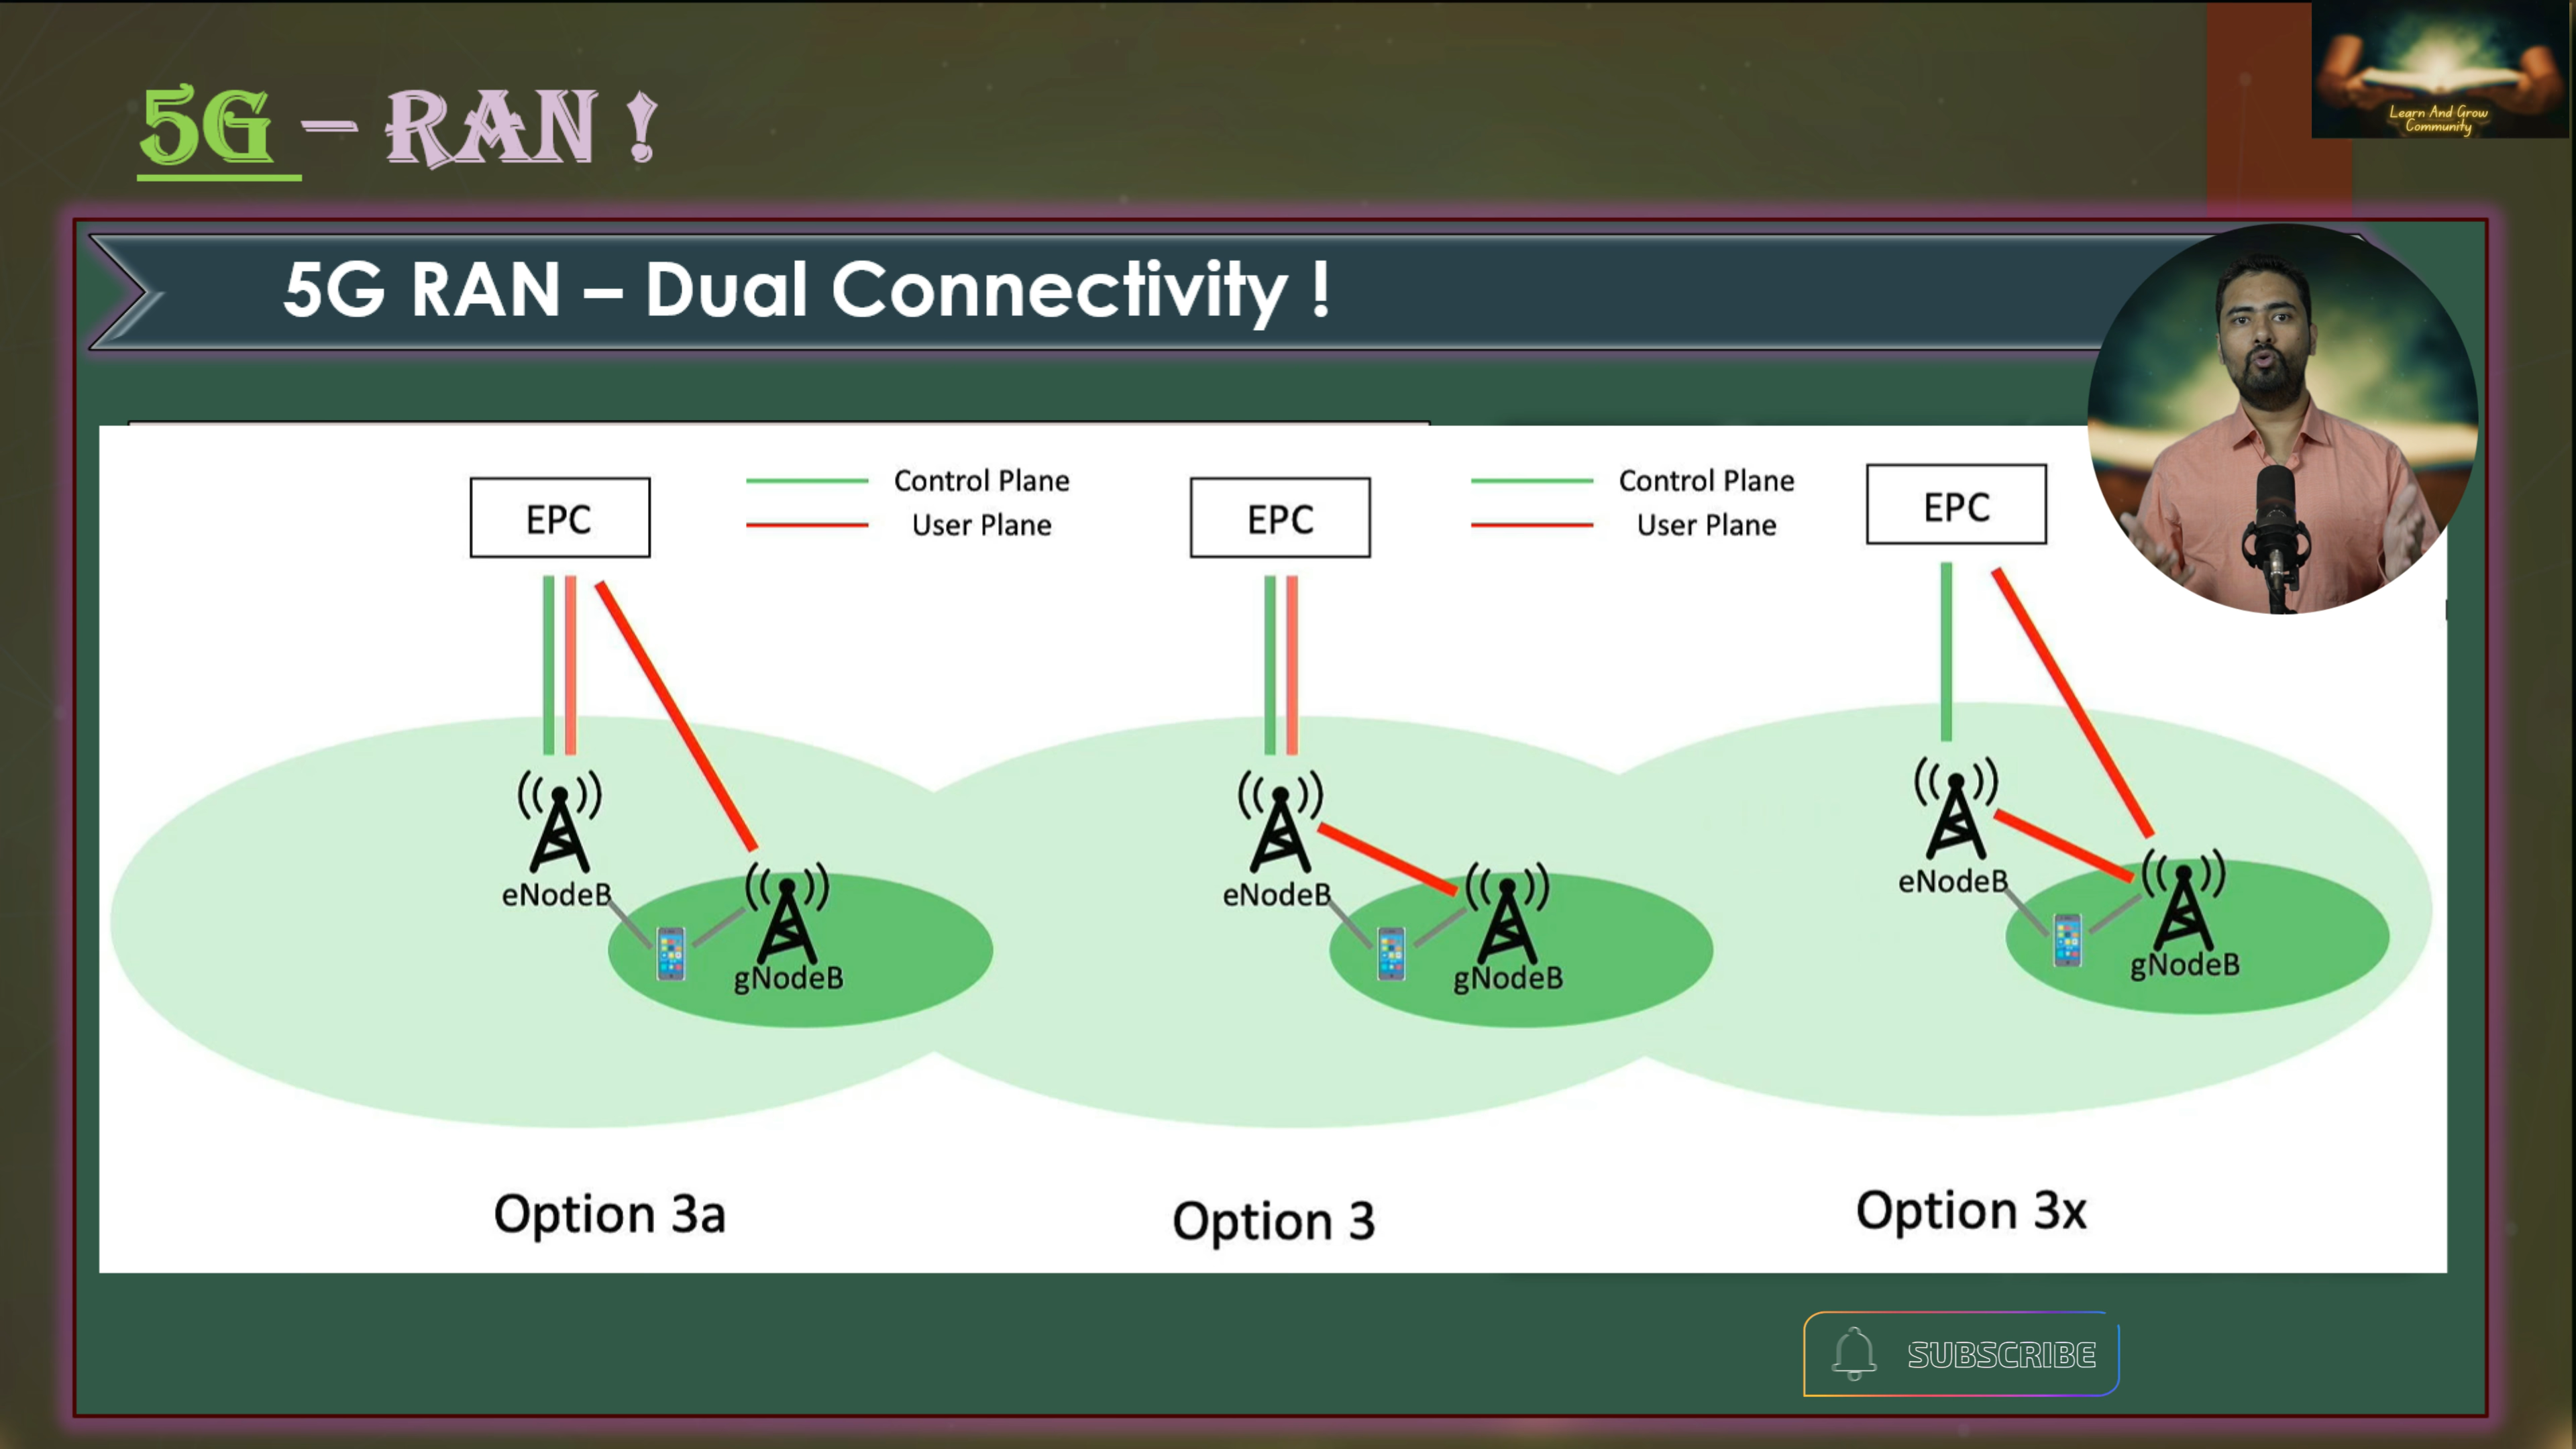 5G – RAN !
Learn And Grow
Community
5G RAN – Dual Connectivity !
EPC
Control Plane
User Plane
EPC
Control Plane
User Plane
EPC
eNodeB
gNodeB
eNodeB
gNodeB
eNodeB
gNodeB
Option 3a
Option 3
Option 3x
SUBSCRIBE